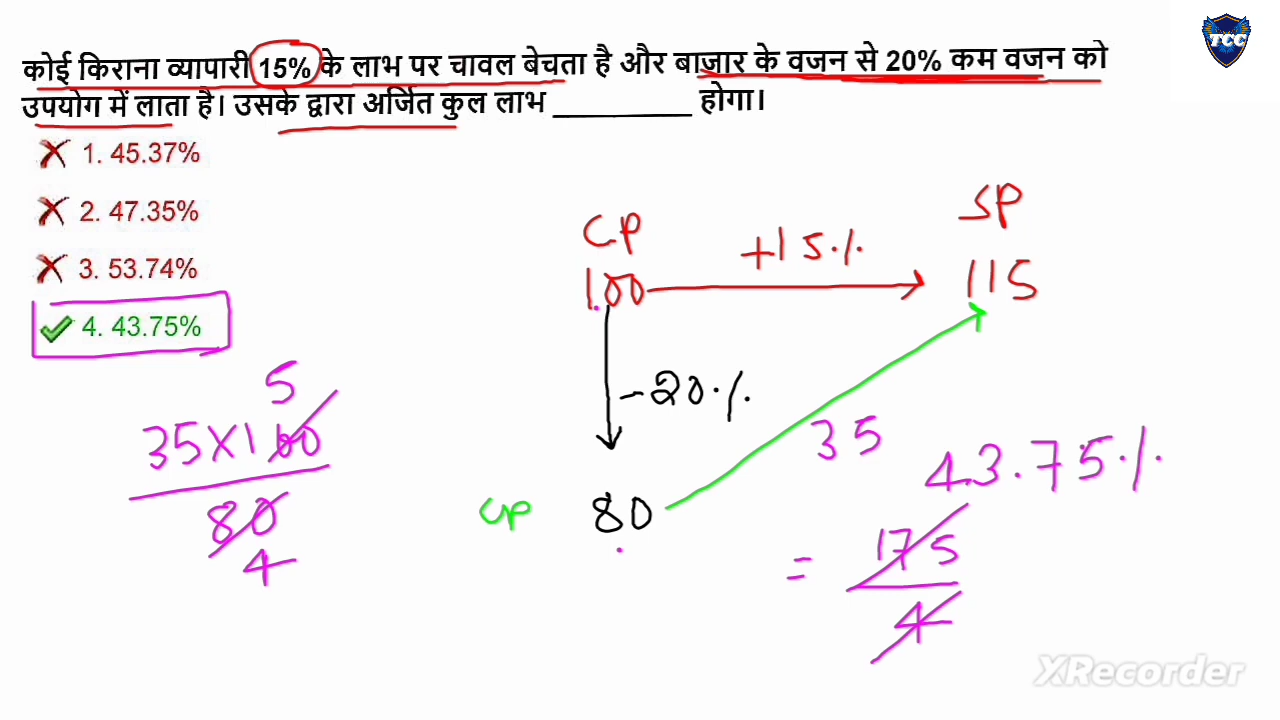 TCC
कोई किराना व्यापारी 15% के लाभ पर चावल बेचता है और बाजार के वजन से 20% कम वजन को
उपयोग में लाता है। उसके द्वारा अर्जित कुल लाभ _________ होगा।
1. 45.37%
2. 47.35%
3. 53.74%
4. 43.75%
CP
SP
100
+15%
115
-20%
5
35×100
80
4
CP
80
35
43.75%
= 175
4
XRecorder